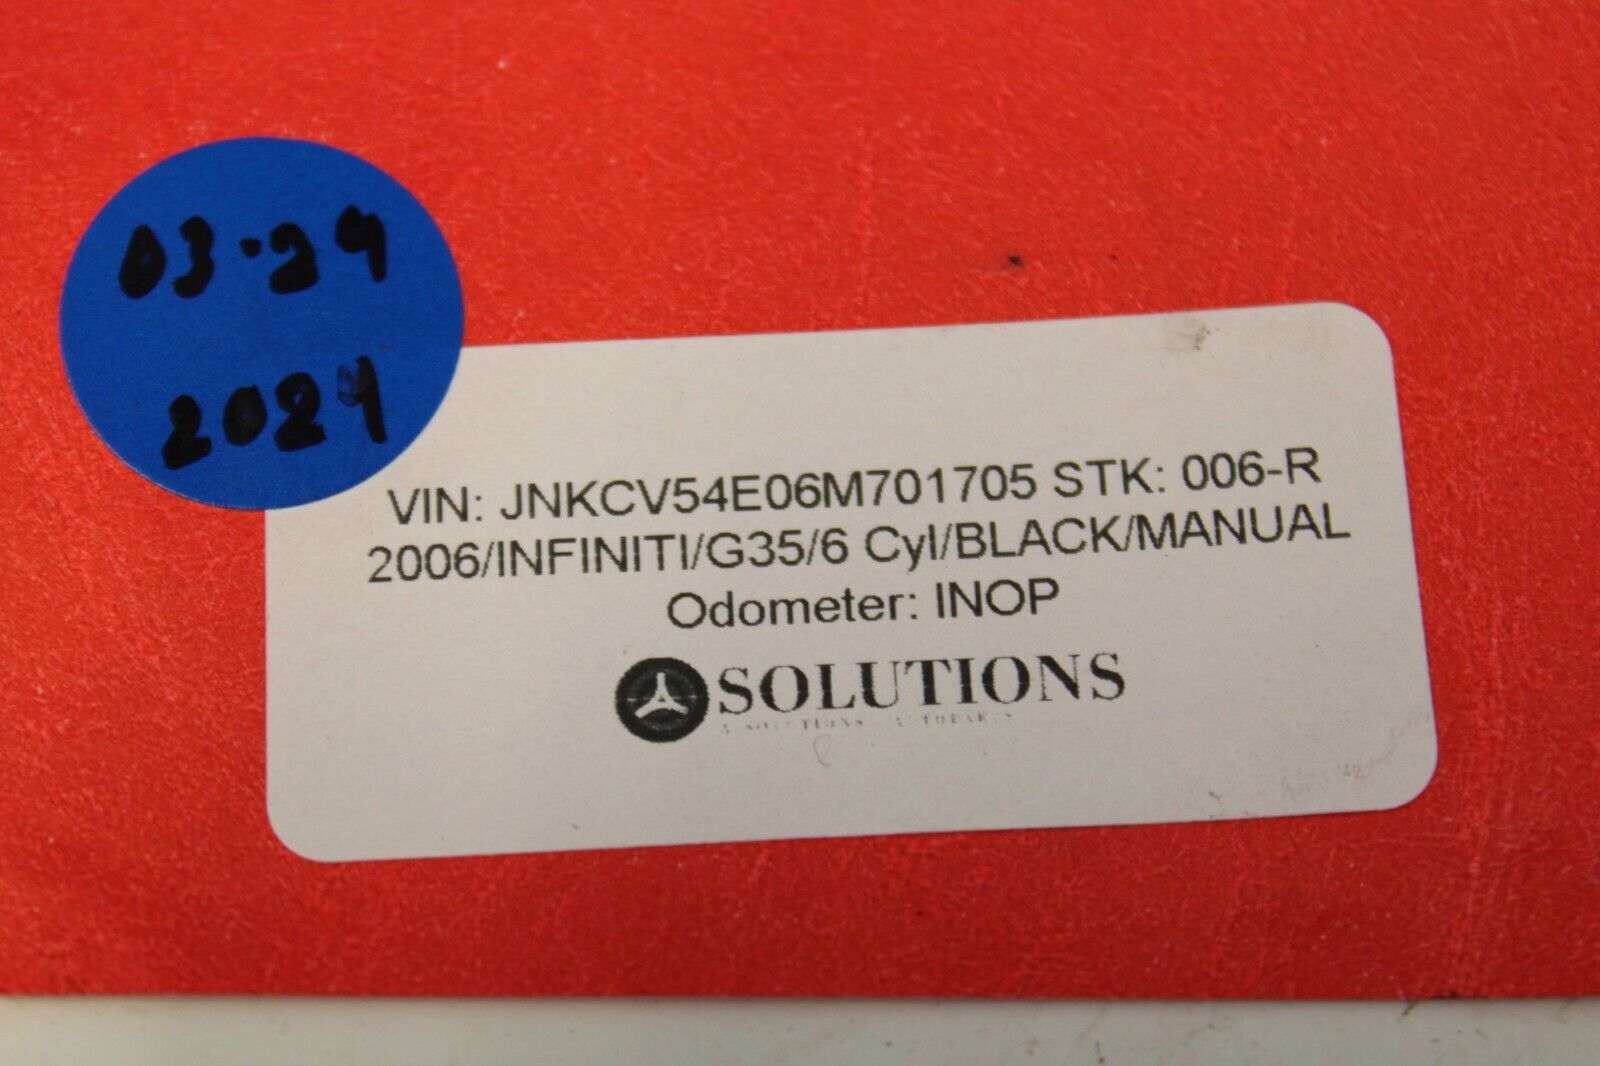 03-29
2024
VIN: JNKCV54E06M701705 STK: 006-R
2006/INFINITI/G35/6 Cyl/BLACK/MANUAL
Odometer: INOP
SOLUTIONS